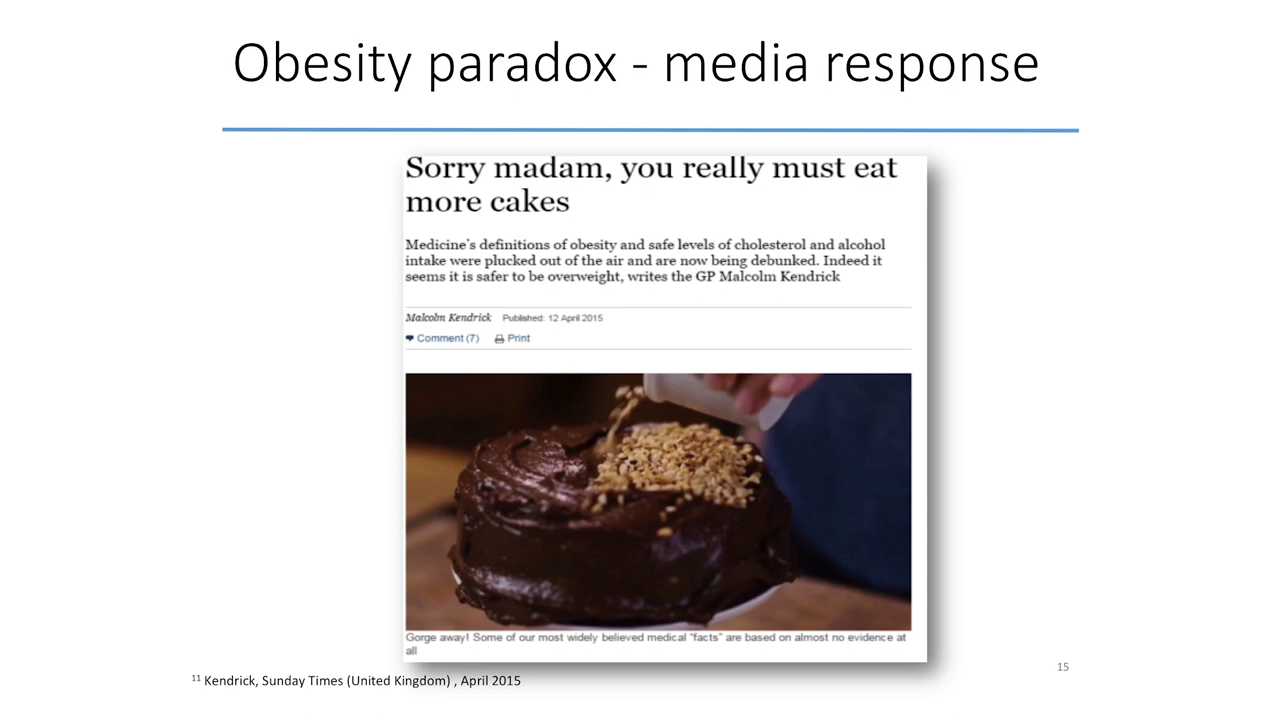 Obesity paradox - media response
Sorry madam, you really must eat
more cakes
Medicine's definitions of obesity and safe levels of cholesterol and alcohol
intake were plucked out of the air and are now being debunked. Indeed it
seems it is safer to be overweight, writes the GP Malcolm Kendrick
Malcolm Kendrick Published: 12 April 2015
Comment (7) Print
Gorge away! Some of our most widely believed medical "facts" are based on almost no evidence at
all
15
11 Kendrick, Sunday Times (United Kingdom) , April 2015